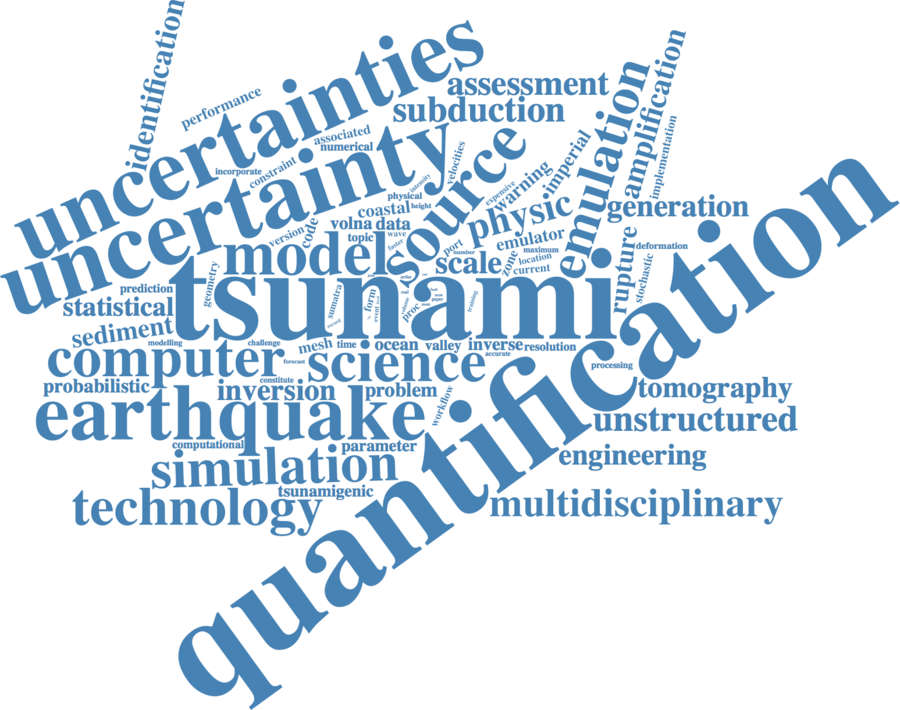 identification
uncertainties
performance
assessment
subduction
associated
numerical
incorporate
constraint
uncertainty
velocities
source
emulation
amplification
implementation
imperial
warning
expensive
intensity
physical
height
coastal
volna
data
wave
topic
faster
version
code
physic
port
number
emulator
maximum
zone
location
current
generation
deformation
rupture
stochastic
model
scale
tsunami
prediction
geometry
statistical
sumatra
form
event
proc
training
sediment
modelling
challenge
mesh
time
ocean
valley
inverse
resolution
accurate
forecast
computer
science
processing
constitute
probabilistic
inversion
problem
workflow
tomography
earthquake
unstructured
computational
parameter
simulation
engineering
tsunamigenic
technology
multidisciplinary
quantification